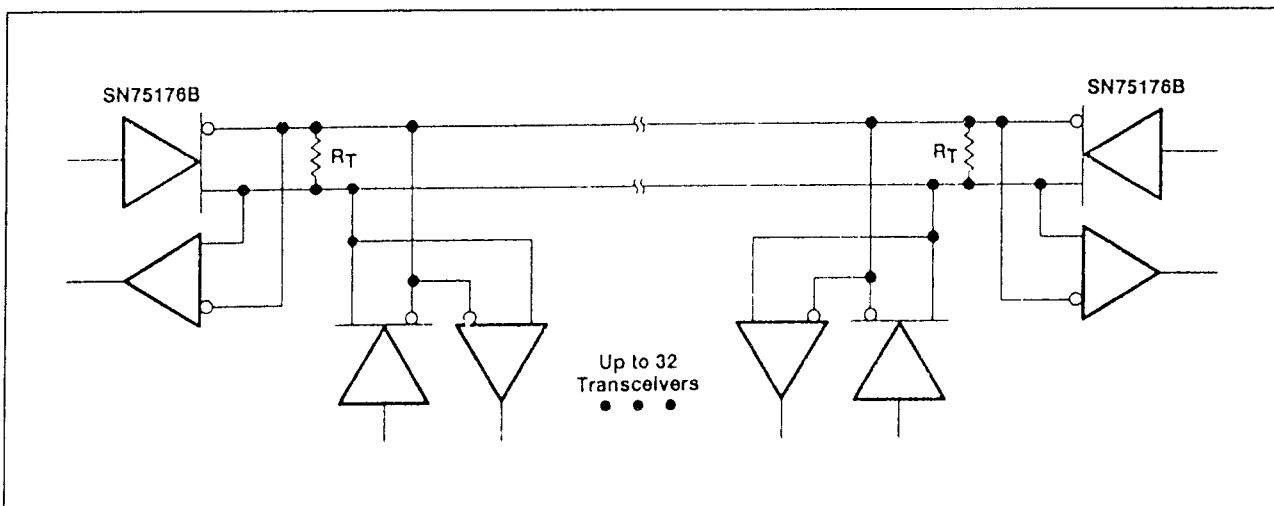 SN75176B
SN75176B
RT
RT
Up to 32
Transceivers